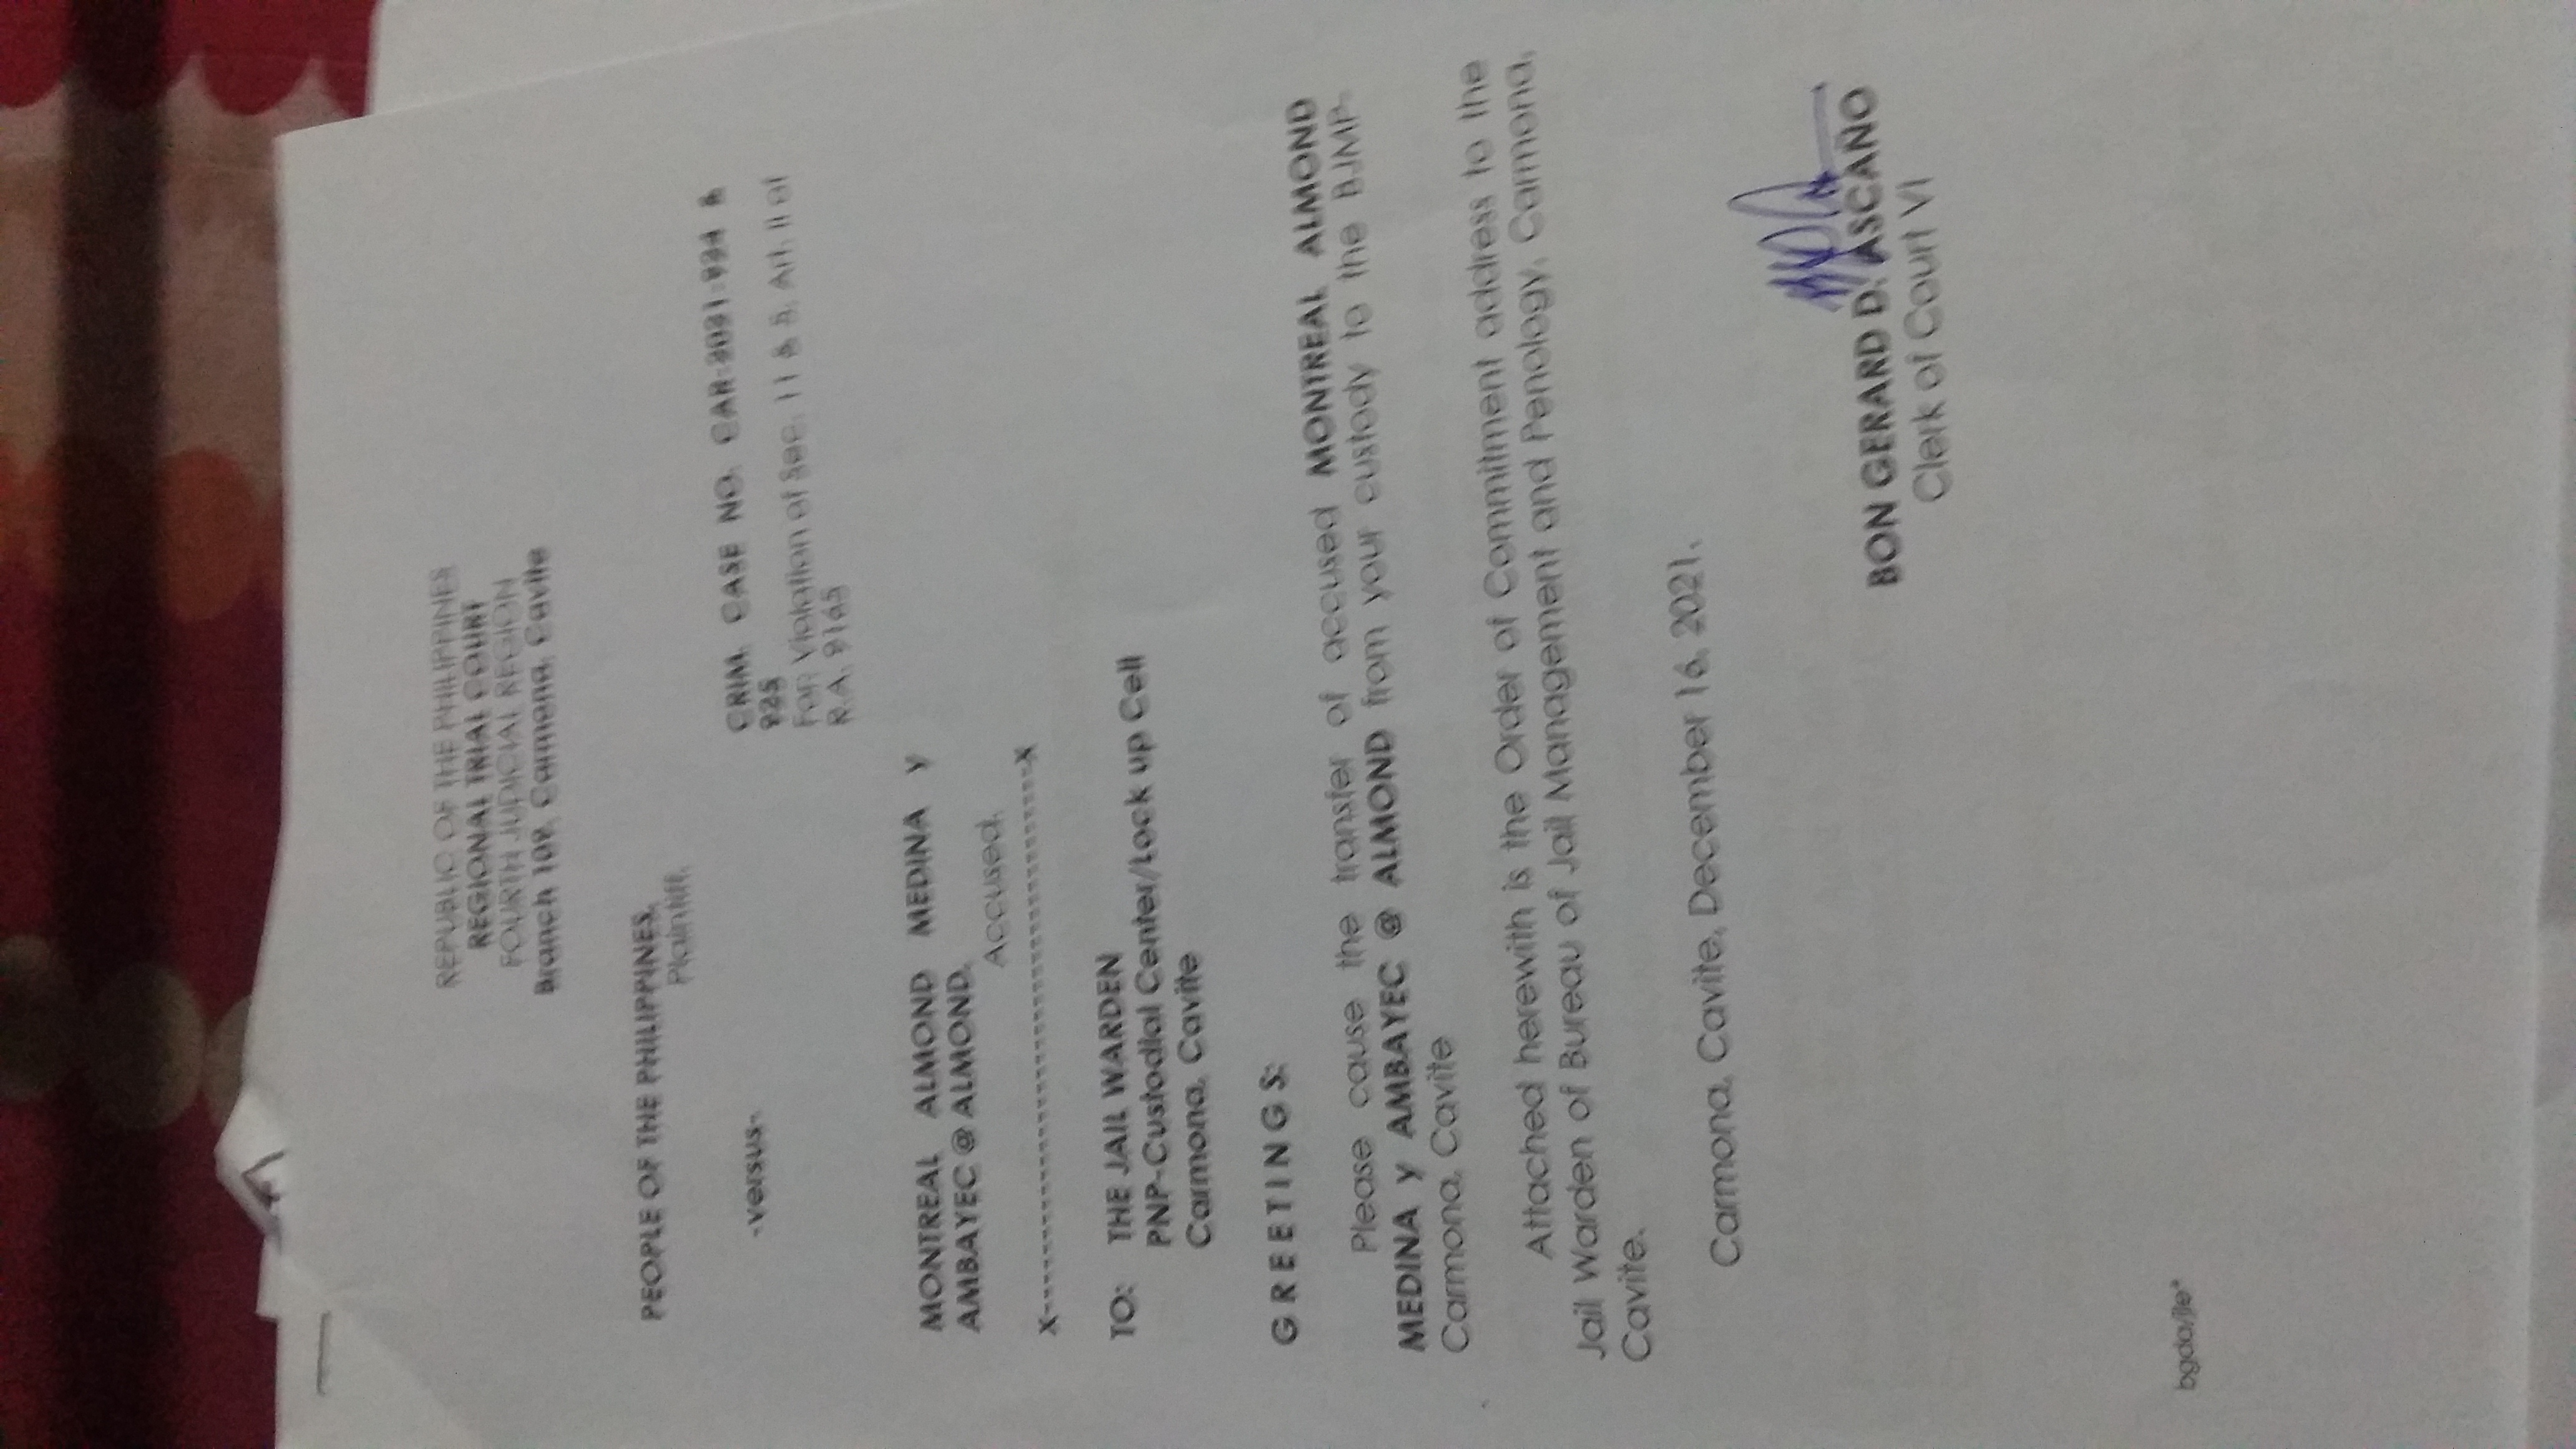 REPUBLIC OF THE PHILIPPINES
REGIONAL TRIAL COURT
FOURTH JUDICIAL REGION
Branch 109, Carmona, Cavite
PEOPLE OF THE PHILIPPINES,
Plaintiff,
-versus-
CRIM. CASE NO. CAR-2021-934 &
935
For: Violation of Sec. 11 & 5, Art. II of
R.A. 9165
MONTREAL ALMOND MEDINA y
AMBAYEC @ ALMOND,
Accused.
x-------------------------------------x
TO: THE JAIL WARDEN
PNP-Custodial Center/Lock up Cell
Carmona, Cavite
G R E E T I N G S:
Please cause the transfer of accused MONTREAL ALMOND
MEDINA y AMBAYEC @ ALMOND from your custody to the BJMP-
Carmona, Cavite
Attached herewith is the Order of Commitment address to the
Jail Warden of Bureau of Jail Management and Penology, Carmona,
Cavite.
Carmona, Cavite, December 16, 2021.
BON GERARD D. ASCAÑO
Clerk of Court VI
bgda/jle*